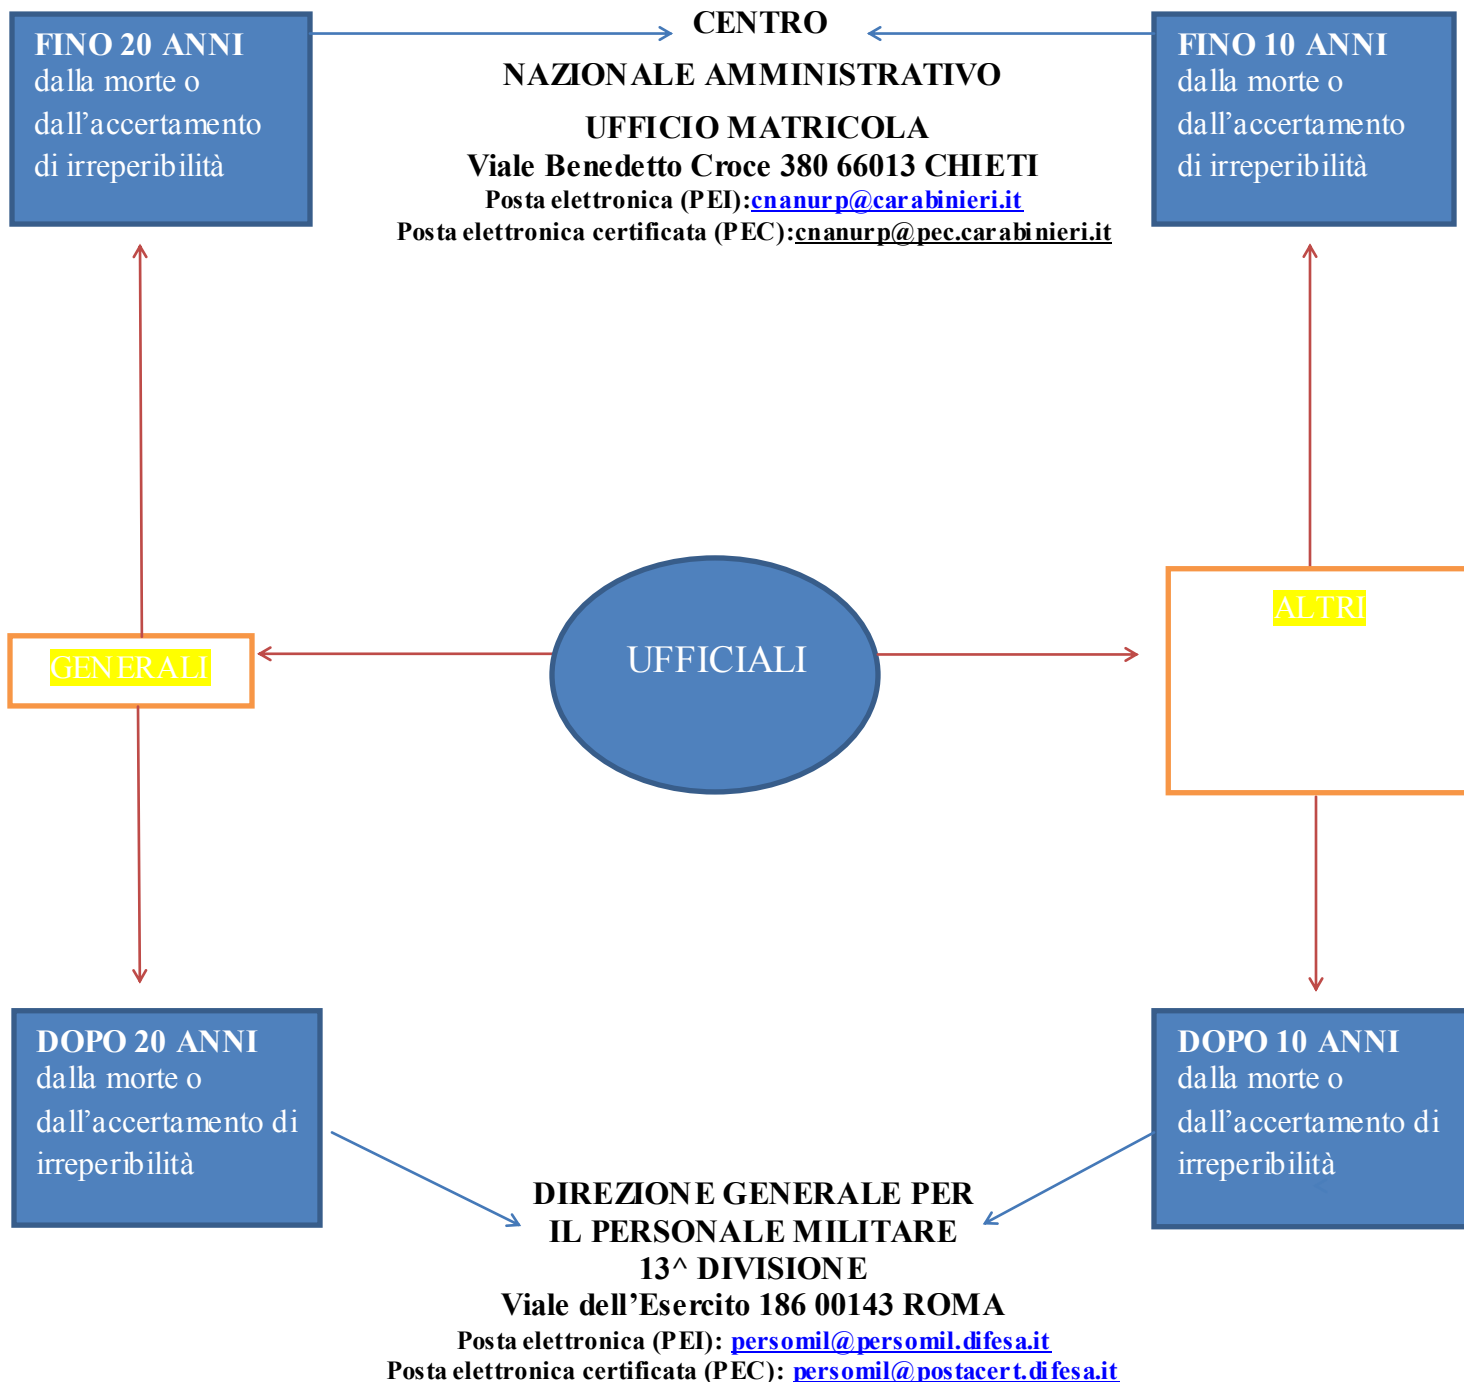 FINO 20 ANNI
dalla morte o
dall’accertamento
di irreperibilità
CENTRO
NAZIONALE AMMINISTRATIVO
UFFICIO MATRICOLA
Viale Benedetto Croce 380 66013 CHIETI
Posta elettronica (PEI):cnanurp@carabinieri.it
Posta elettronica certificata (PEC):cnanurp@pec.carabinieri.it
FINO 10 ANNI
dalla morte o
dall’accertamento
di irreperibilità
GENERALI
UFFICIALI
ALTRI
DOPO 20 ANNI
dalla morte o
dall’accertamento di
irreperibilità
DOPO 10 ANNI
dalla morte o
dall’accertamento di
irreperibilità
DIREZIONE GENERALE PER
IL PERSONALE MILITARE
13^ DIVISIONE
Viale dell’Esercito 186 00143 ROMA
Posta elettronica (PEI): persomil@persomil.difesa.it
Posta elettronica certificata (PEC): persomil@postacert.difesa.it